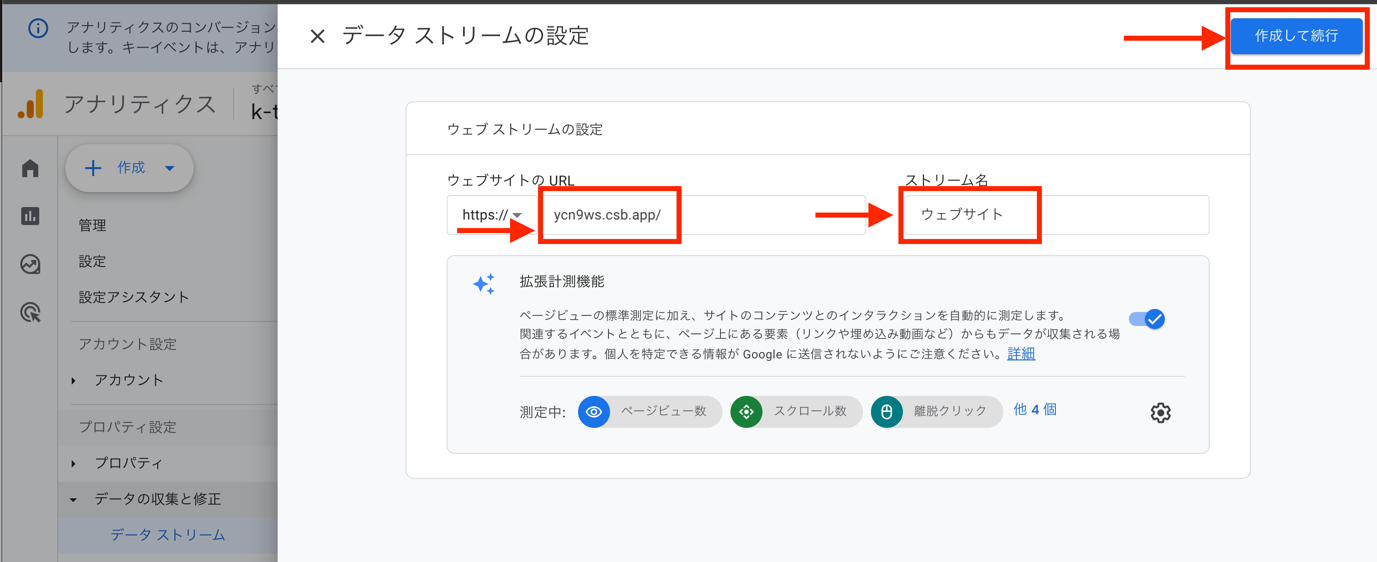 アナリティクスのコンバージョン
します。キーイベントは、アナリ
データ ストリームの設定
作成して続行
アナリティクス
すべ
k-t
作成
管理
設定
設定アシスタント
アカウント設定
アカウント
プロパティ設定
プロパティ
データの収集と修正
データ ストリーム
ウェブ ストリームの設定
ウェブサイトの URL
ストリーム名
https://
ycn9ws.csb.app/
ウェブサイト
拡張計測機能
ページビューの標準測定に加え、サイトのコンテンツとのインタラクションを自動的に測定します。
関連するイベントとともに、ページ上にある要素（リンクや埋め込み動画など）からもデータが収集される場
合があります。個人を特定できる情報が Google に送信されないようにご注意ください。詳細
測定中: ページビュー数 スクロール数 離脱クリック 他 4 個